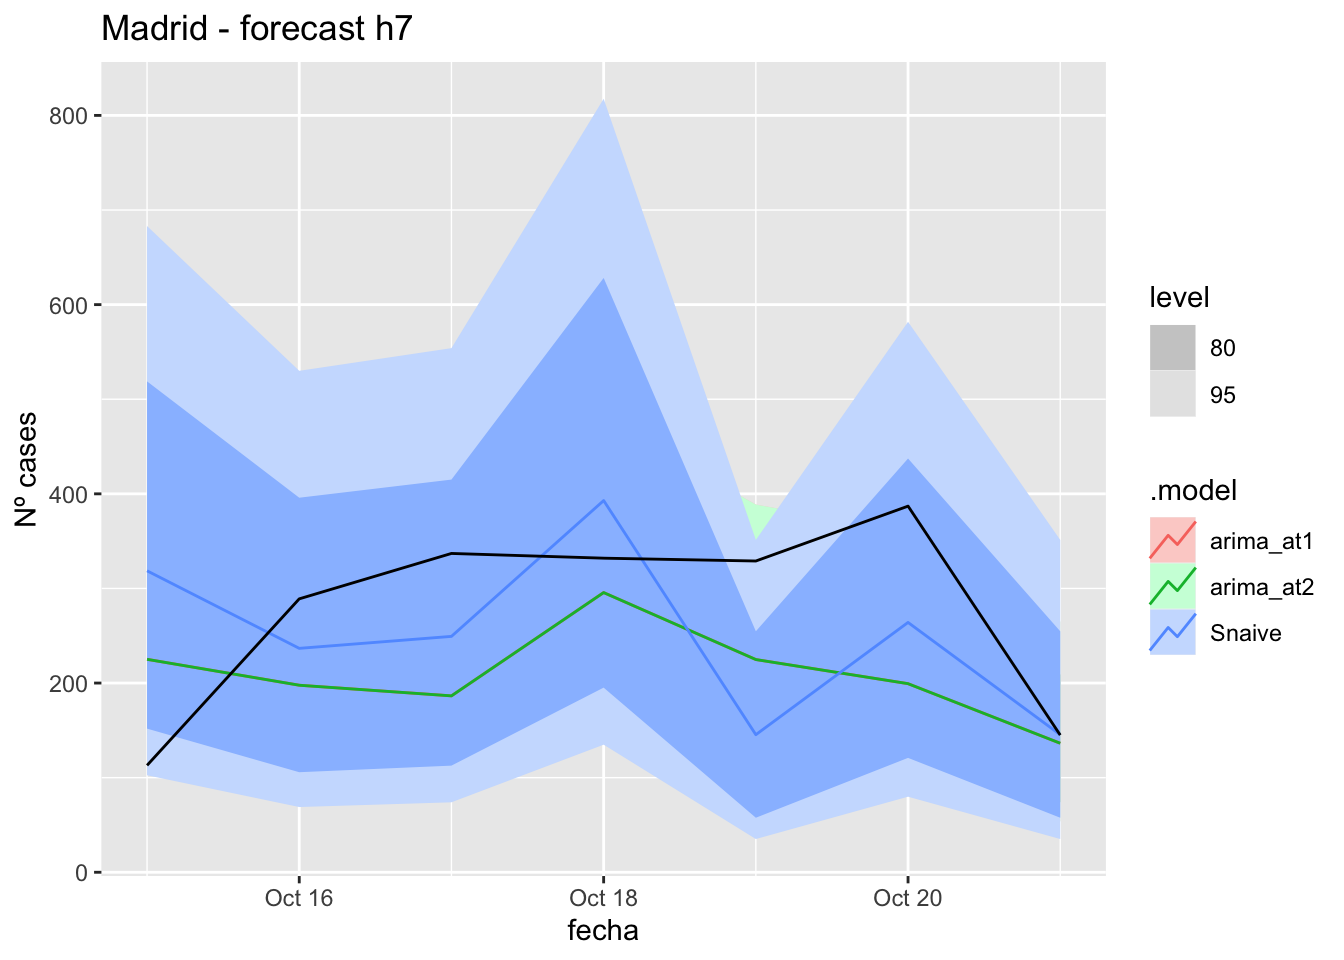 Madrid - forecast h7
800
600
400
200
0
Nº cases
Oct 16
Oct 18
Oct 20
fecha
level
80
95
.model
arima_at1
arima_at2
Snaive